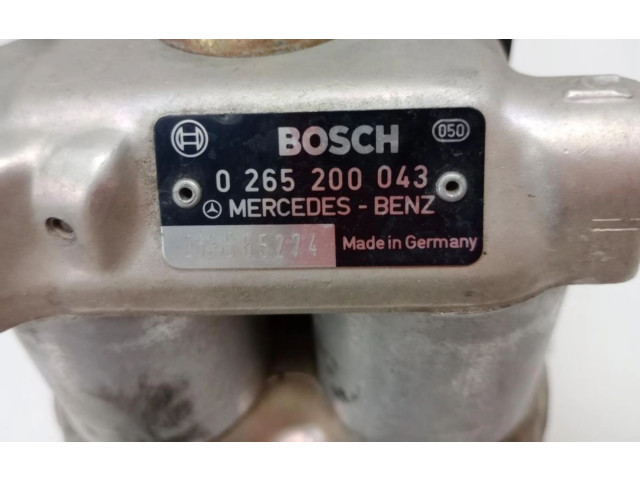 BOSCH
050
0 265 200 043
MERCEDES-BENZ
Made in Germany